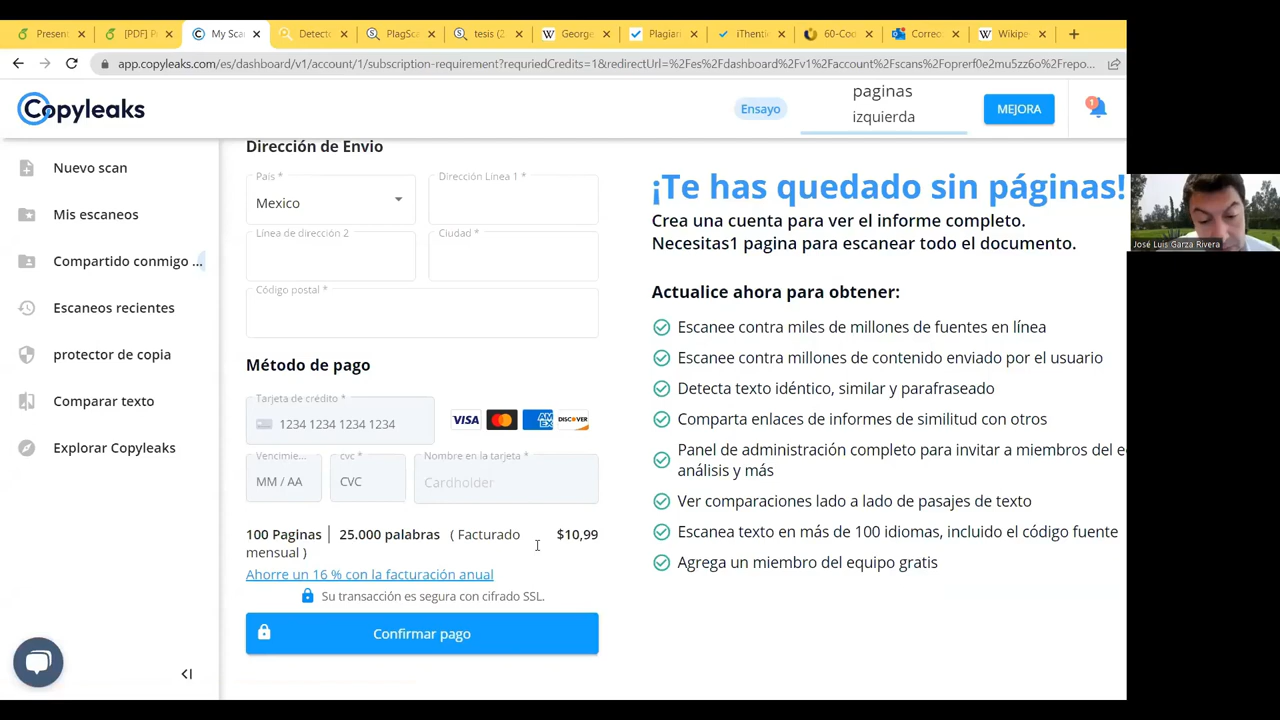 Presen
[PDF] P
My Sca
Detecto
PlagSca
tesis (2
George
Plagiar
iThenti
60-Coo
Correo
Wikipe
app.copyleaks.com/es/dashboard/v1/account/1/subscription-requirement?requriedCredits=1&redirectUrl=%2Fes%2Fdashboard%2Fv1%2Faccount%2Fscans%2Foprerf0e2mu5zz6o%2Frepo...
Copyleaks
Ensayo
paginas
izquierda
MEJORA
1
Nuevo scan
Mis escaneos
Compartido conmigo ...
Escaneos recientes
protector de copia
Comparar texto
Explorar Copyleaks
Dirección de Envio
País *
Mexico
Dirección Línea 1 *
Línea de dirección 2
Ciudad *
Código postal *
Método de pago
Tarjeta de crédito *
1234 1234 1234 1234
VISA
AMEX
DISCOVER
Vencimie...
MM / AA
cvc *
CVC
Nombre en la tarjeta *
Cardholder
100 Paginas | 25.000 palabras ( Facturado
mensual )
$10,99
Ahorre un 16 % con la facturación anual
Su transacción es segura con cifrado SSL.
Confirmar pago
¡Te has quedado sin páginas!
Crea una cuenta para ver el informe completo.
Necesitas1 pagina para escanear todo el documento.
Actualice ahora para obtener:
Escanee contra miles de millones de fuentes en línea
Escanee contra millones de contenido enviado por el usuario
Detecta texto idéntico, similar y parafraseado
Comparta enlaces de informes de similitud con otros
Panel de administración completo para invitar a miembros del e
análisis y más
Ver comparaciones lado a lado de pasajes de texto
Escanea texto en más de 100 idiomas, incluido el código fuente
Agrega un miembro del equipo gratis
José Luis Garza Rivera